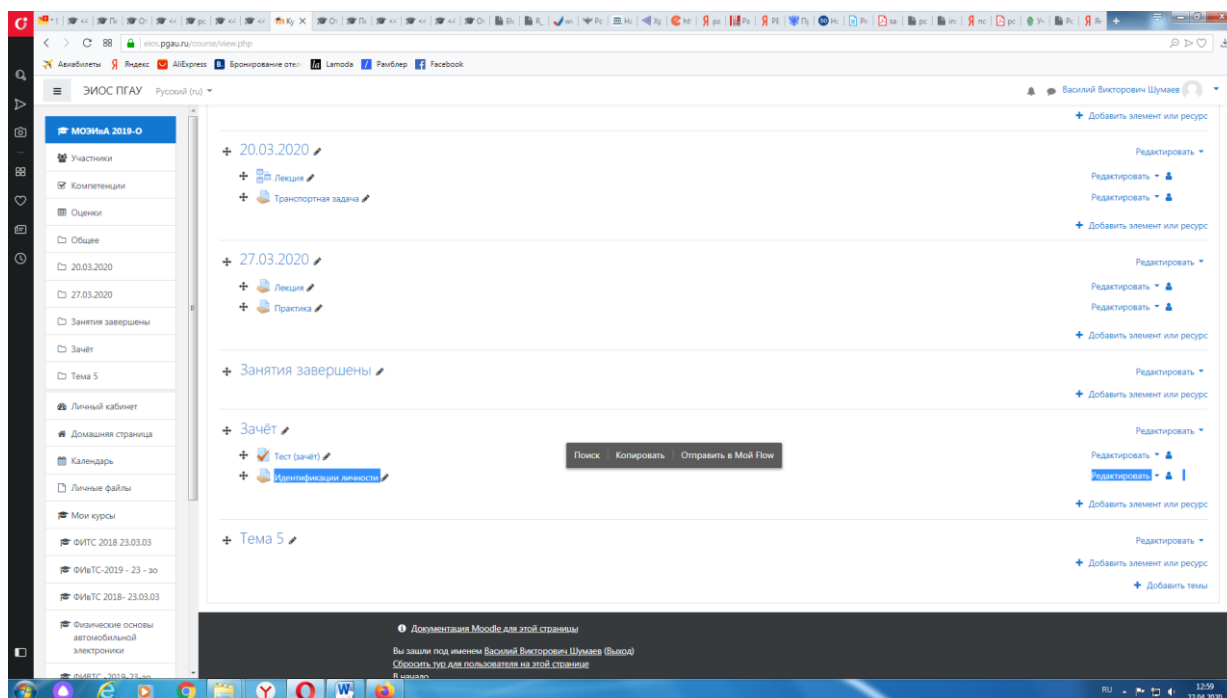 eios.pgau.ru/course/view.php
Авиабилеты Яндекс AliExpress Бронирование отел Lamoda Рамблер Facebook
ЭИОС ПГАУ Русский (ru)
Василий Викторович Шумаев
МОЭИвА 2019-О
Участники
Компетенции
Оценки
Общее
20.03.2020
27.03.2020
Занятия завершены
Зачёт
Тема 5
Личный кабинет
Домашняя страница
Календарь
Личные файлы
Мои курсы
ФИТС 2018 23.03.03
ФИвТС-2019 - 23 - зо
ФИвТС 2018- 23.03.03
Физические основы
автомобильной
электроники
Добавить элемент или ресурс
20.03.2020 Редактировать
Лекция Редактировать
Транспортная задача Редактировать
Добавить элемент или ресурс
27.03.2020 Редактировать
Лекция Редактировать
Практика Редактировать
Добавить элемент или ресурс
Занятия завершены Редактировать
Добавить элемент или ресурс
Зачёт Редактировать
Поиск Копировать Отправить в Мой Flow
Тест (зачёт) Редактировать
Идентификации личности Редактировать
Добавить элемент или ресурс
Тема 5 Редактировать
Добавить элемент или ресурс
Добавить темы
Документация Moodle для этой страницы
Вы зашли под именем Василий Викторович Шумаев (Выход)
Сбросить тур для пользователя на этой странице
В начало
RU 12:59
22.04.2020